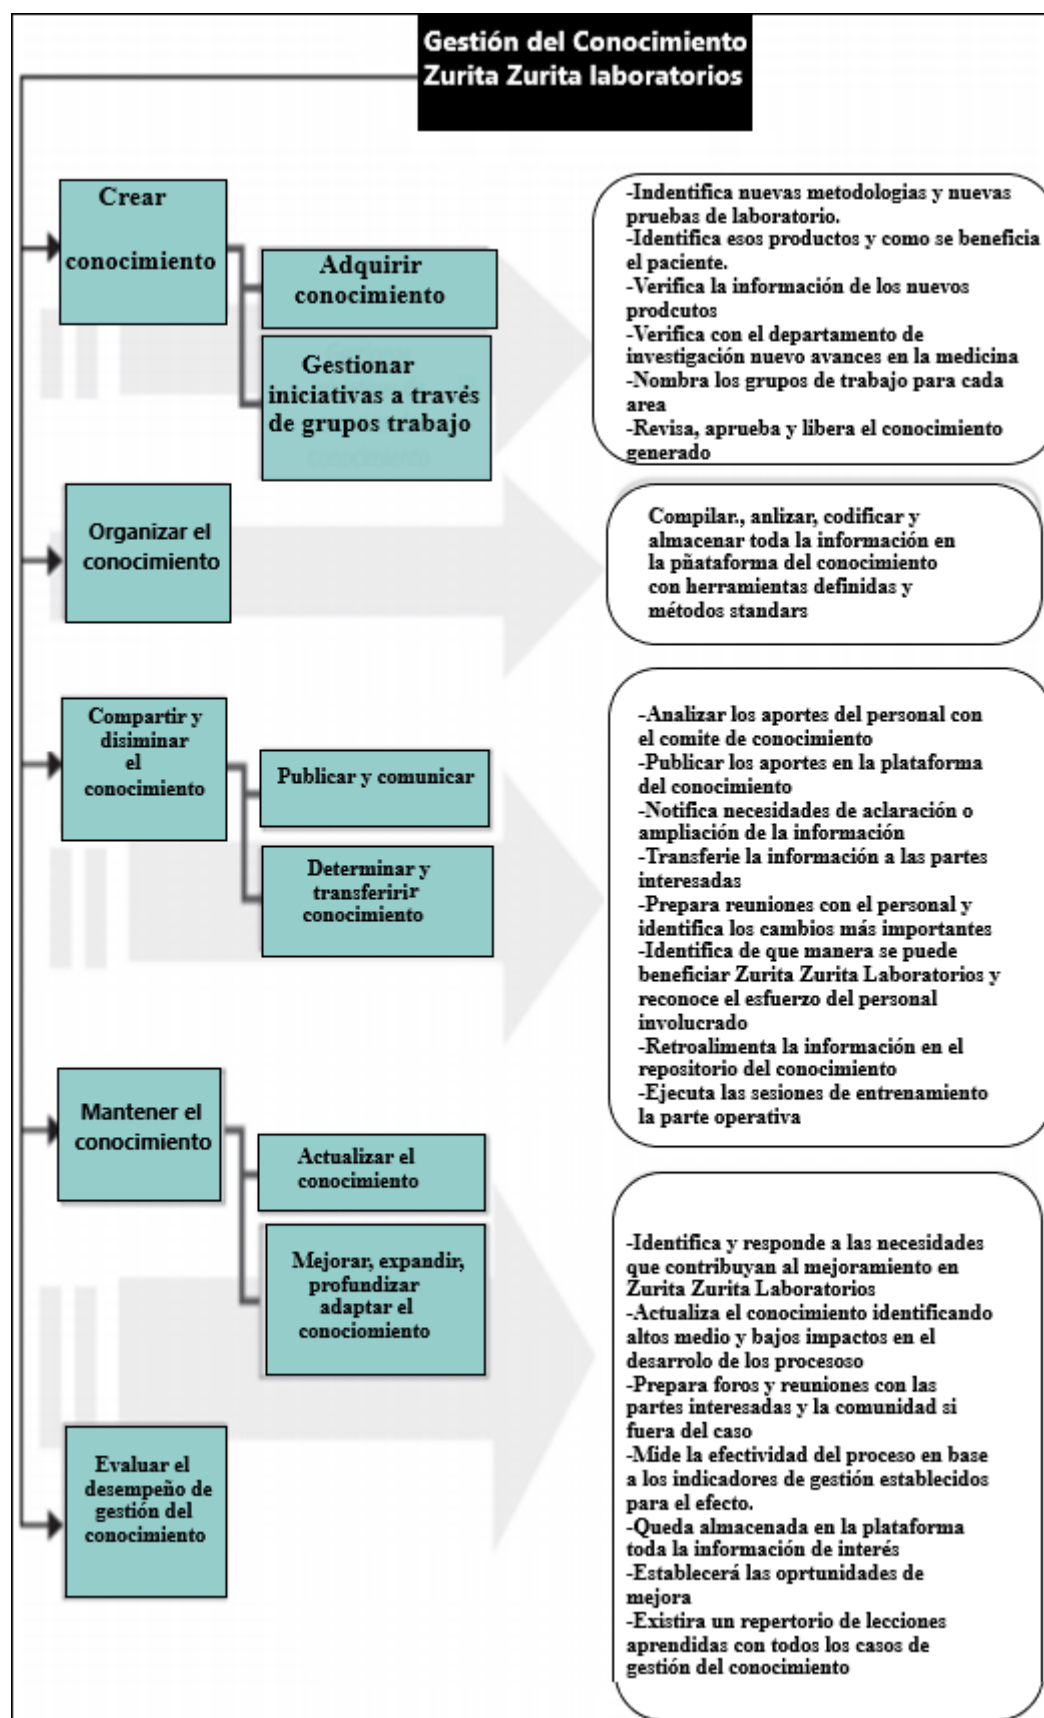 Gestión del Conocimiento
Zurita Zurita laboratorios
Crear
conocimiento
Adquirir
conocimiento
Gestionar
iniciativas a través
de grupos trabajo
-Indentifica nuevas metodologias y nuevas
pruebas de laboratorio.
-Identifica esos productos y como se beneficia
el paciente.
-Verifica la información de los nuevos
prodcutos
-Verifica con el departamento de
investigación nuevo avances en la medicina
-Nombra los grupos de trabajo para cada
area
-Revisa, aprueba y libera el conocimiento
generado
Organizar el
conocimiento
Compilar., anlizar, codificar y
almacenar toda la información en
la pñataforma del conocimiento
con herramientas definidas y
métodos standars
Compartir y
disiminar
el
conocimiento
Publicar y comunicar
Determinar y
transferirir
conocimiento
-Analizar los aportes del personal con
el comite de conocimiento
-Publicar los aportes en la plataforma
del conocimiento
-Notifica necesidades de aclaración o
ampliación de la información
-Transferie la información a las partes
interesadas
-Prepara reuniones con el personal y
identifica los cambios más importantes
-Identifica de que manera se puede
beneficiar Zurita Zurita Laboratorios y
reconoce el esfuerzo del personal
involucrado
-Retroalimenta la información en el
repositorio del conocimiento
-Ejecuta las sesiones de entrenamiento
la parte operativa
Mantener el
conocimiento
Actualizar el
conocimiento
Mejorar, expandir,
profundizar
adaptar el
conociomiento
Evaluar el
desempeño de
gestión del
conocimiento
-Identifica y responde a las necesidades
que contribuyan al mejoramiento en
Zurita Zurita Laboratorios
-Actualiza el conocimiento identificando
altos medio y bajos impactos en el
desarrolo de los procesoso
-Prepara foros y reuniones con las
partes interesadas y la comunidad si
fuera del caso
-Mide la efectividad del proceso en base
a los indicadores de gestión establecidos
para el efecto.
-Queda almacenada en la plataforma
toda la información de interés
-Establecerá las oprtunidades de
mejora
-Existira un repertorio de lecciones
aprendidas con todos los casos de
gestión del conocimiento